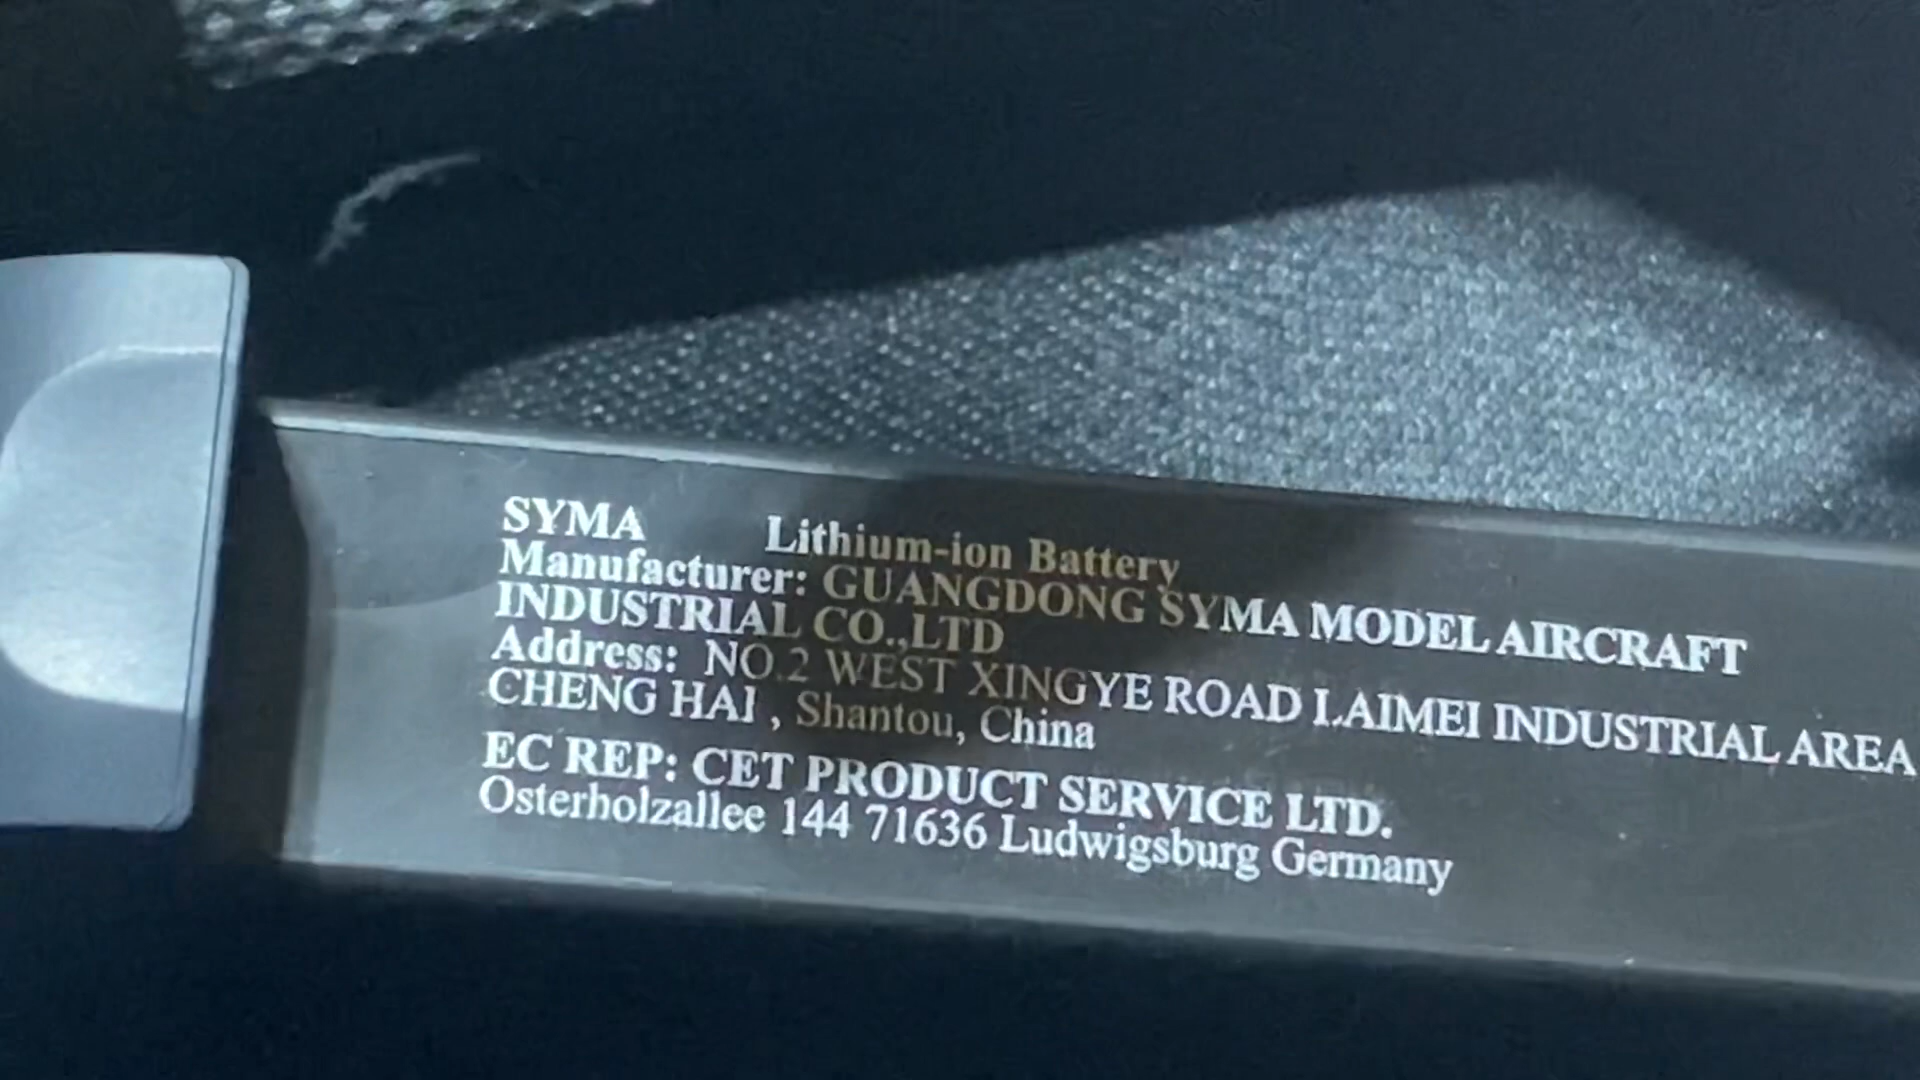 SYMA Lithium-ion Battery
Manufacturer: GUANGDONG SYMA MODEL AIRCRAFT
INDUSTRIAL CO.,LTD
Address: NO.2 WEST XINGYE ROAD LAIMEI INDUSTRIAL AREA
CHENG HAI , Shantou, China
EC REP: CET PRODUCT SERVICE LTD.
Osterholzallee 144 71636 Ludwigsburg Germany